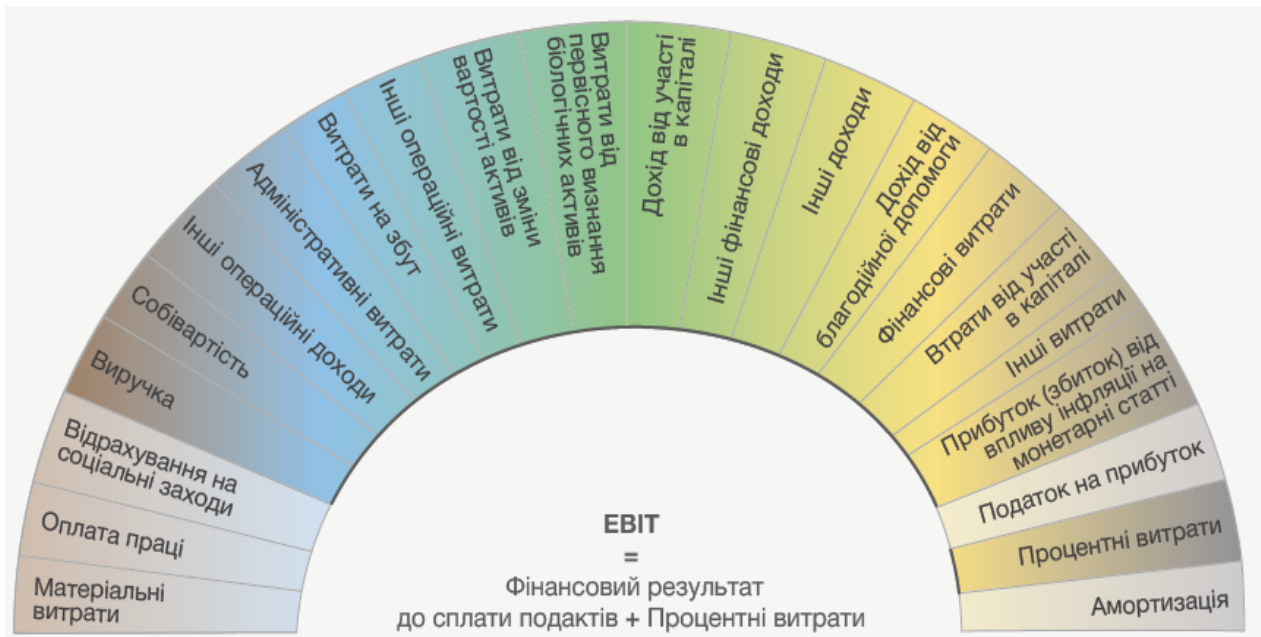 Матеріальні
витрати
Оплата праці
Відрахування на
соціальні заходи
Виручка
Собівартість
Інші операційні доходи
Адміністративні витрати
Витрати на збут
Інші операційні витрати
Витрати від зміни
вартості активів
Витрати від
первісного визнання
біологічних активів
Дохід від участі
в капіталі
Інші фінансові доходи
Інші доходи
Дохід від
благодійної допомоги
Фінансові витрати
Втрати від участі
в капіталі
Інші витрати
Прибуток (збиток) від
впливу інфляції на
монетарні статті
Податок на прибуток
Процентні витрати
Амортизація
EBIT
=
Фінансовий результат
до сплати подактів + Процентні витрати